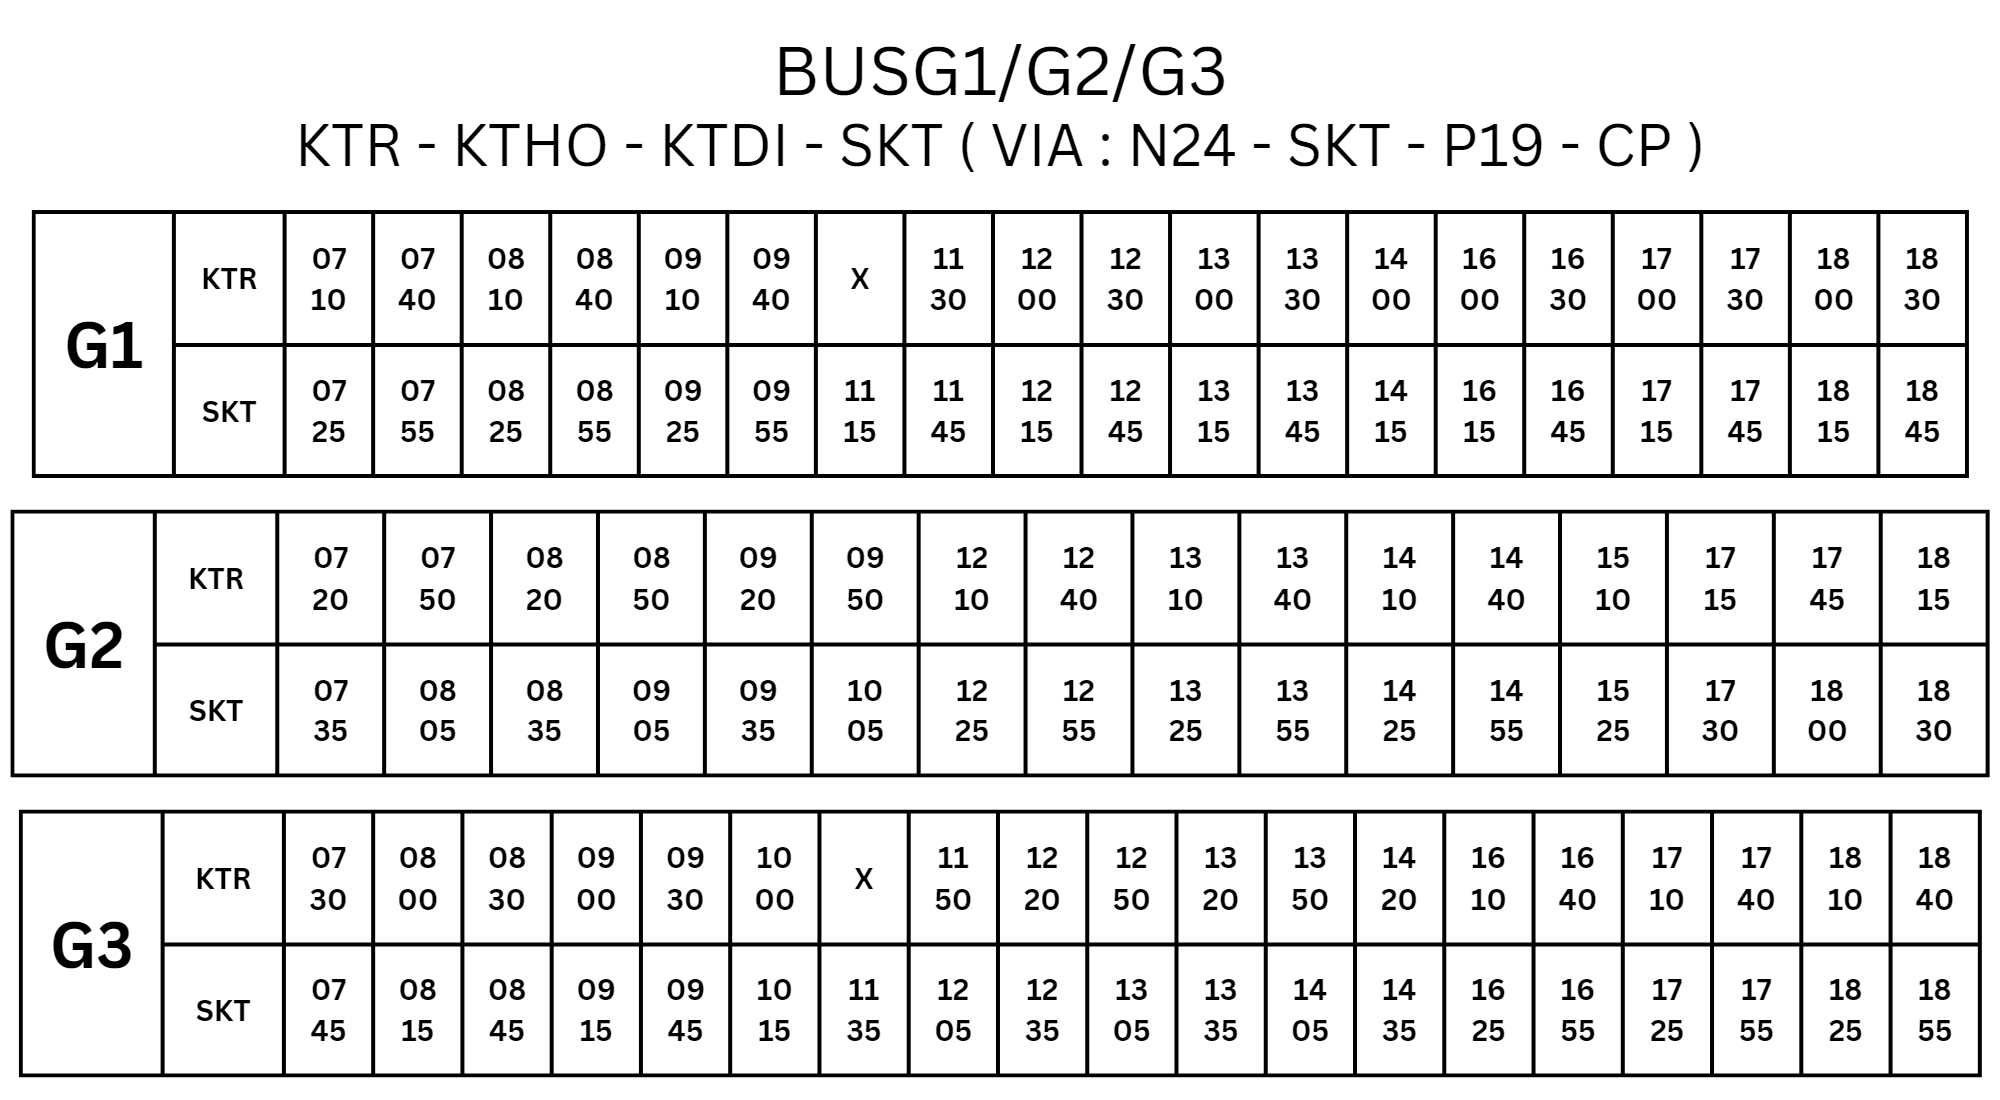 BUSG1/G2/G3
KTR - KTHO - KTDI - SKT ( VIA : N24 - SKT - P19 - CP )
G1
KTR 07 10 07 40 08 10 08 40 09 10 09 40 X 11 30 12 00 12 30 13 00 13 30 14 00 16 00 16 30 17 00 17 30 18 00 18 30
SKT 07 25 07 55 08 25 08 55 09 25 09 55 11 15 11 45 12 15 12 45 13 15 13 45 14 15 16 15 16 45 17 15 17 45 18 15 18 45
G2
KTR 07 20 07 50 08 20 08 50 09 20 09 50 12 10 12 40 13 10 13 40 14 10 14 40 15 10 17 15 17 45 18 15
SKT 07 35 08 05 08 35 09 05 09 35 10 05 12 25 12 55 13 25 13 55 14 25 14 55 15 25 17 30 18 00 18 30
G3
KTR 07 30 08 00 08 30 09 00 09 30 10 00 X 11 50 12 20 12 50 13 20 13 50 14 20 16 10 16 40 17 10 17 40 18 10 18 40
SKT 07 45 08 15 08 45 09 15 09 45 10 15 11 35 12 05 12 35 13 05 13 35 14 05 14 35 16 25 16 55 17 25 17 55 18 25 18 55